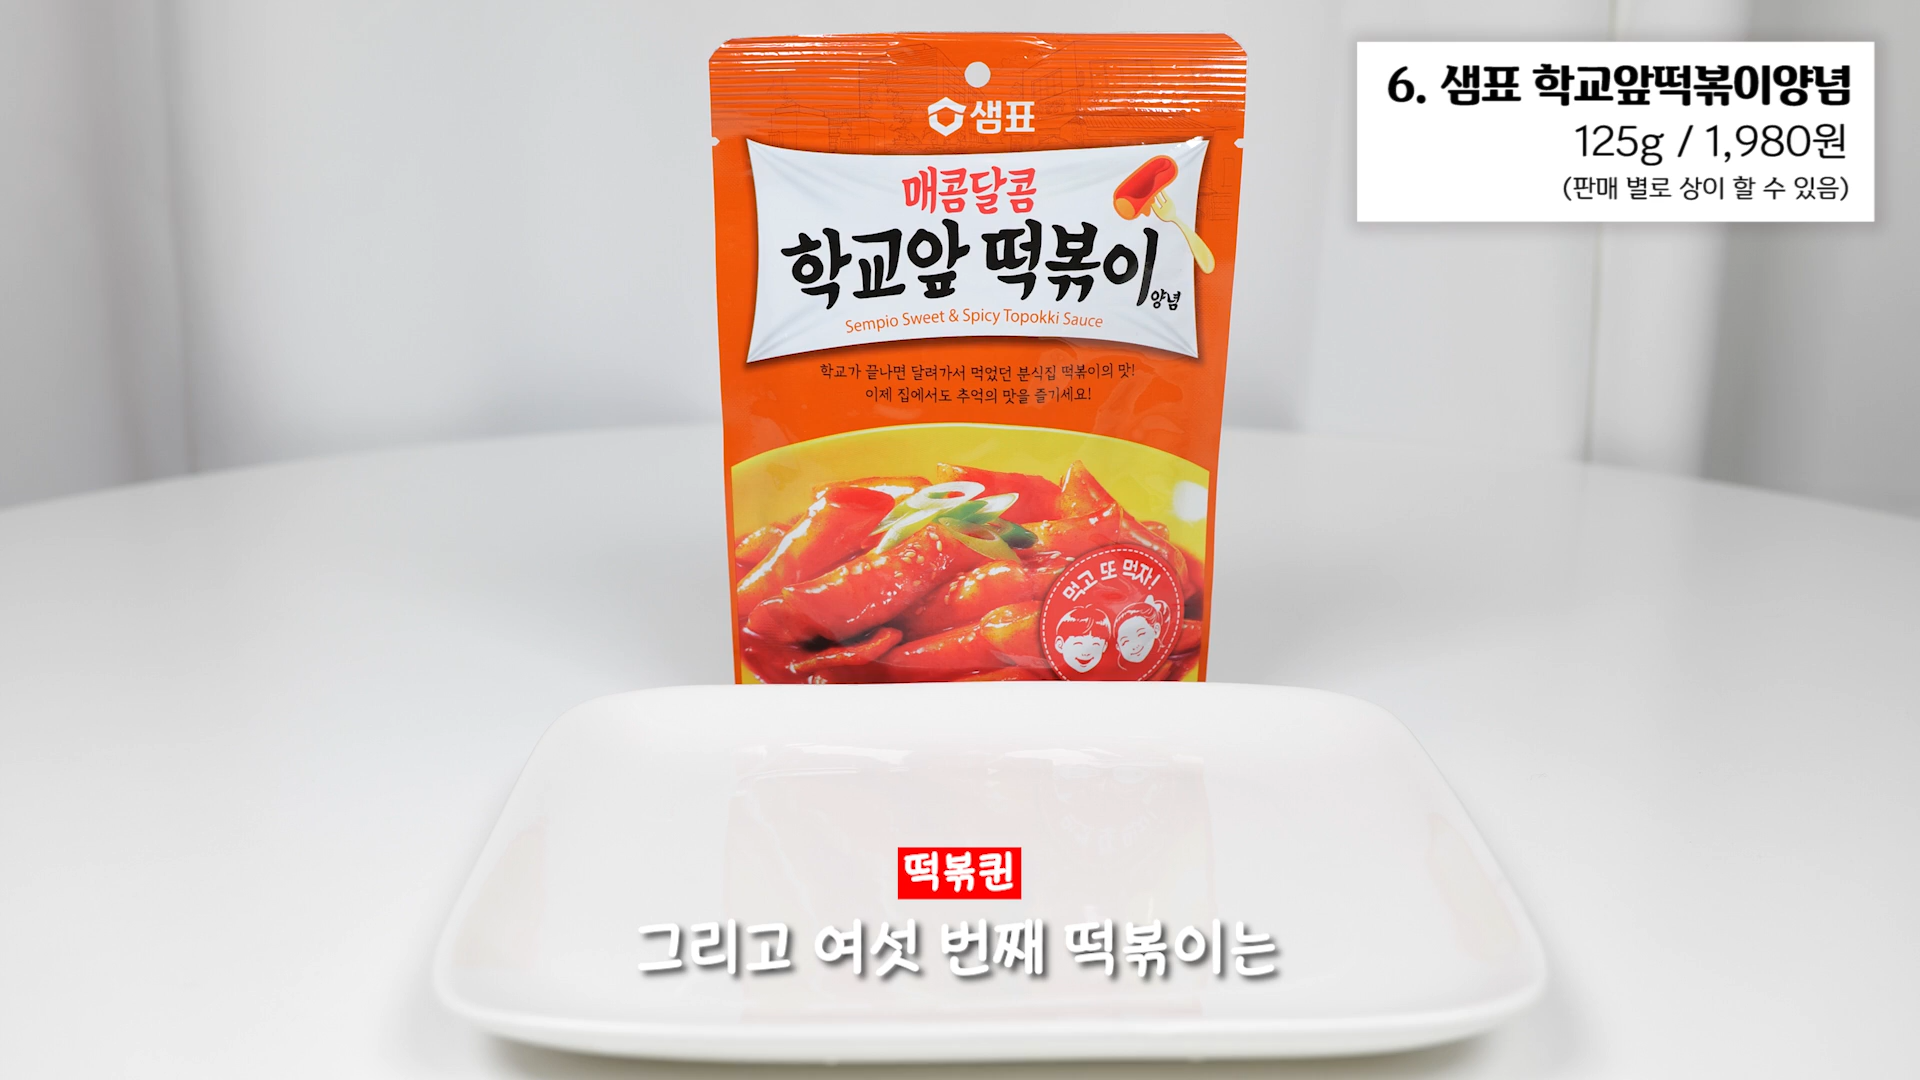 6. 샘표 학교앞떡볶이양념
125g / 1,980원
(판매 별로 상이 할 수 있음)
샘표
매콤달콤
학교앞 떡볶이
양념
Sempio Sweet & Spicy Topokki Sauce
학교가 끝나면 달려가서 먹었던 분식집 떡볶이의 맛!
이제 집에서도 추억의 맛을 즐기세요!
먹고 또 먹자!
떡볶퀸
그리고 여섯 번째 떡볶이는